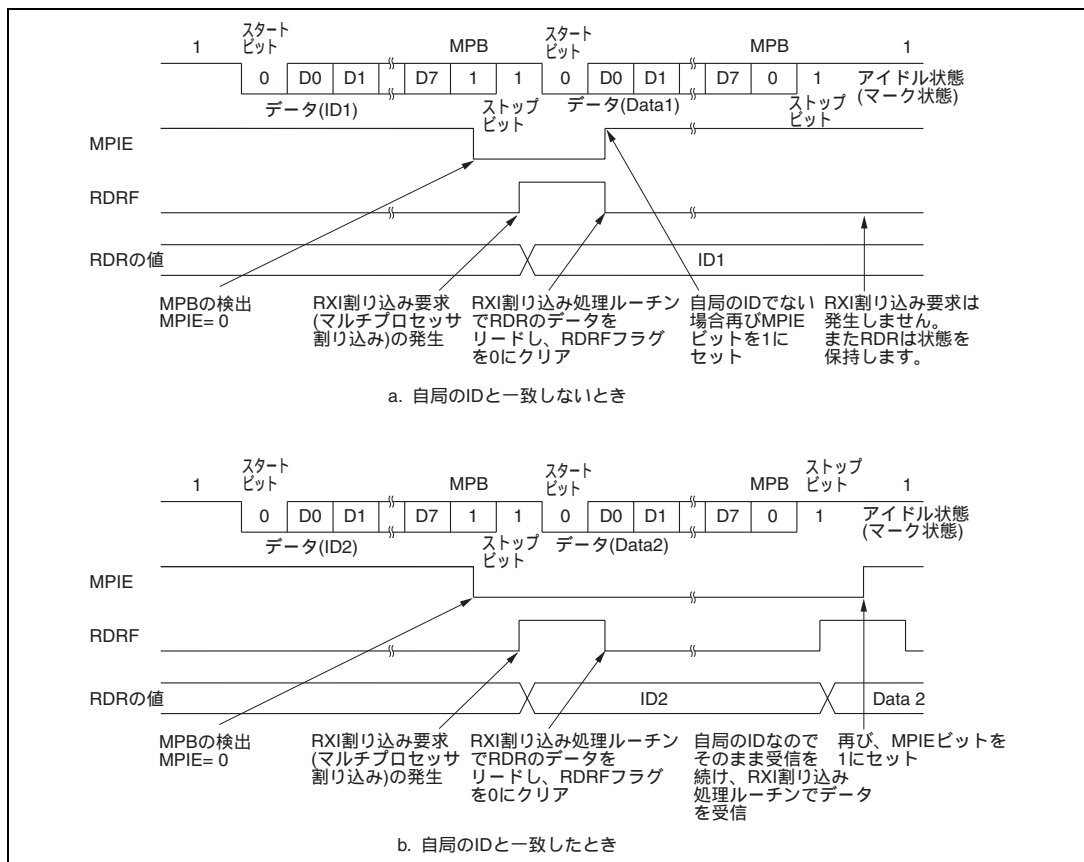 スタート
ビット
1
MPB
スタート
ビット
MPB
1
0 D0 D1 D7 1 1 0 D0 D1 D7 0 1
アイドル状態
(マーク状態)
データ(ID1)
ストップ
ビット
データ(Data1)
ストップ
ビット
MPIE
RDRF
RDRの値
ID1
MPBの検出
MPIE= 0
RXI割り込み要求
(マルチプロセッサ
割り込み)の発生
RXI割り込み処理ルーチン
でRDRのデータを
リードし、RDRFフラグ
を0にクリア
自局のIDでない
場合再びMPIE
ビットを1に
セット
RXI割り込み要求は
発生しません。
またRDRは状態を
保持します。
a. 自局のIDと一致しないとき
スタート
ビット
1
MPB
スタート
ビット
MPB
ストップ
ビット
1
0 D0 D1 D7 1 1 0 D0 D1 D7 0 1
アイドル状態
(マーク状態)
データ(ID2)
ストップ
ビット
データ(Data2)
MPIE
RDRF
RDRの値
ID2
Data 2
MPBの検出
MPIE= 0
RXI割り込み要求
(マルチプロセッサ
割り込み)の発生
RXI割り込み処理ルーチン
でRDRのデータを
リードし、RDRFフラグ
を0にクリア
自局のIDなので
そのまま受信を
続け、RXI割り込み
処理ルーチンでデータ
を受信
再び、MPIEビットを
1にセット
b. 自局のIDと一致したとき